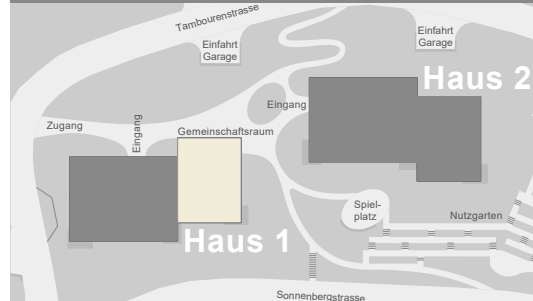 Tambourenstrasse
Einfahrt
Garage
Einfahrt
Garage
Haus 2
Eingang
Zugang
Eingang
Gemeinschaftsraum
Spiel-
platz
Nutzgarten
Haus 1
Sonnenbergstrasse